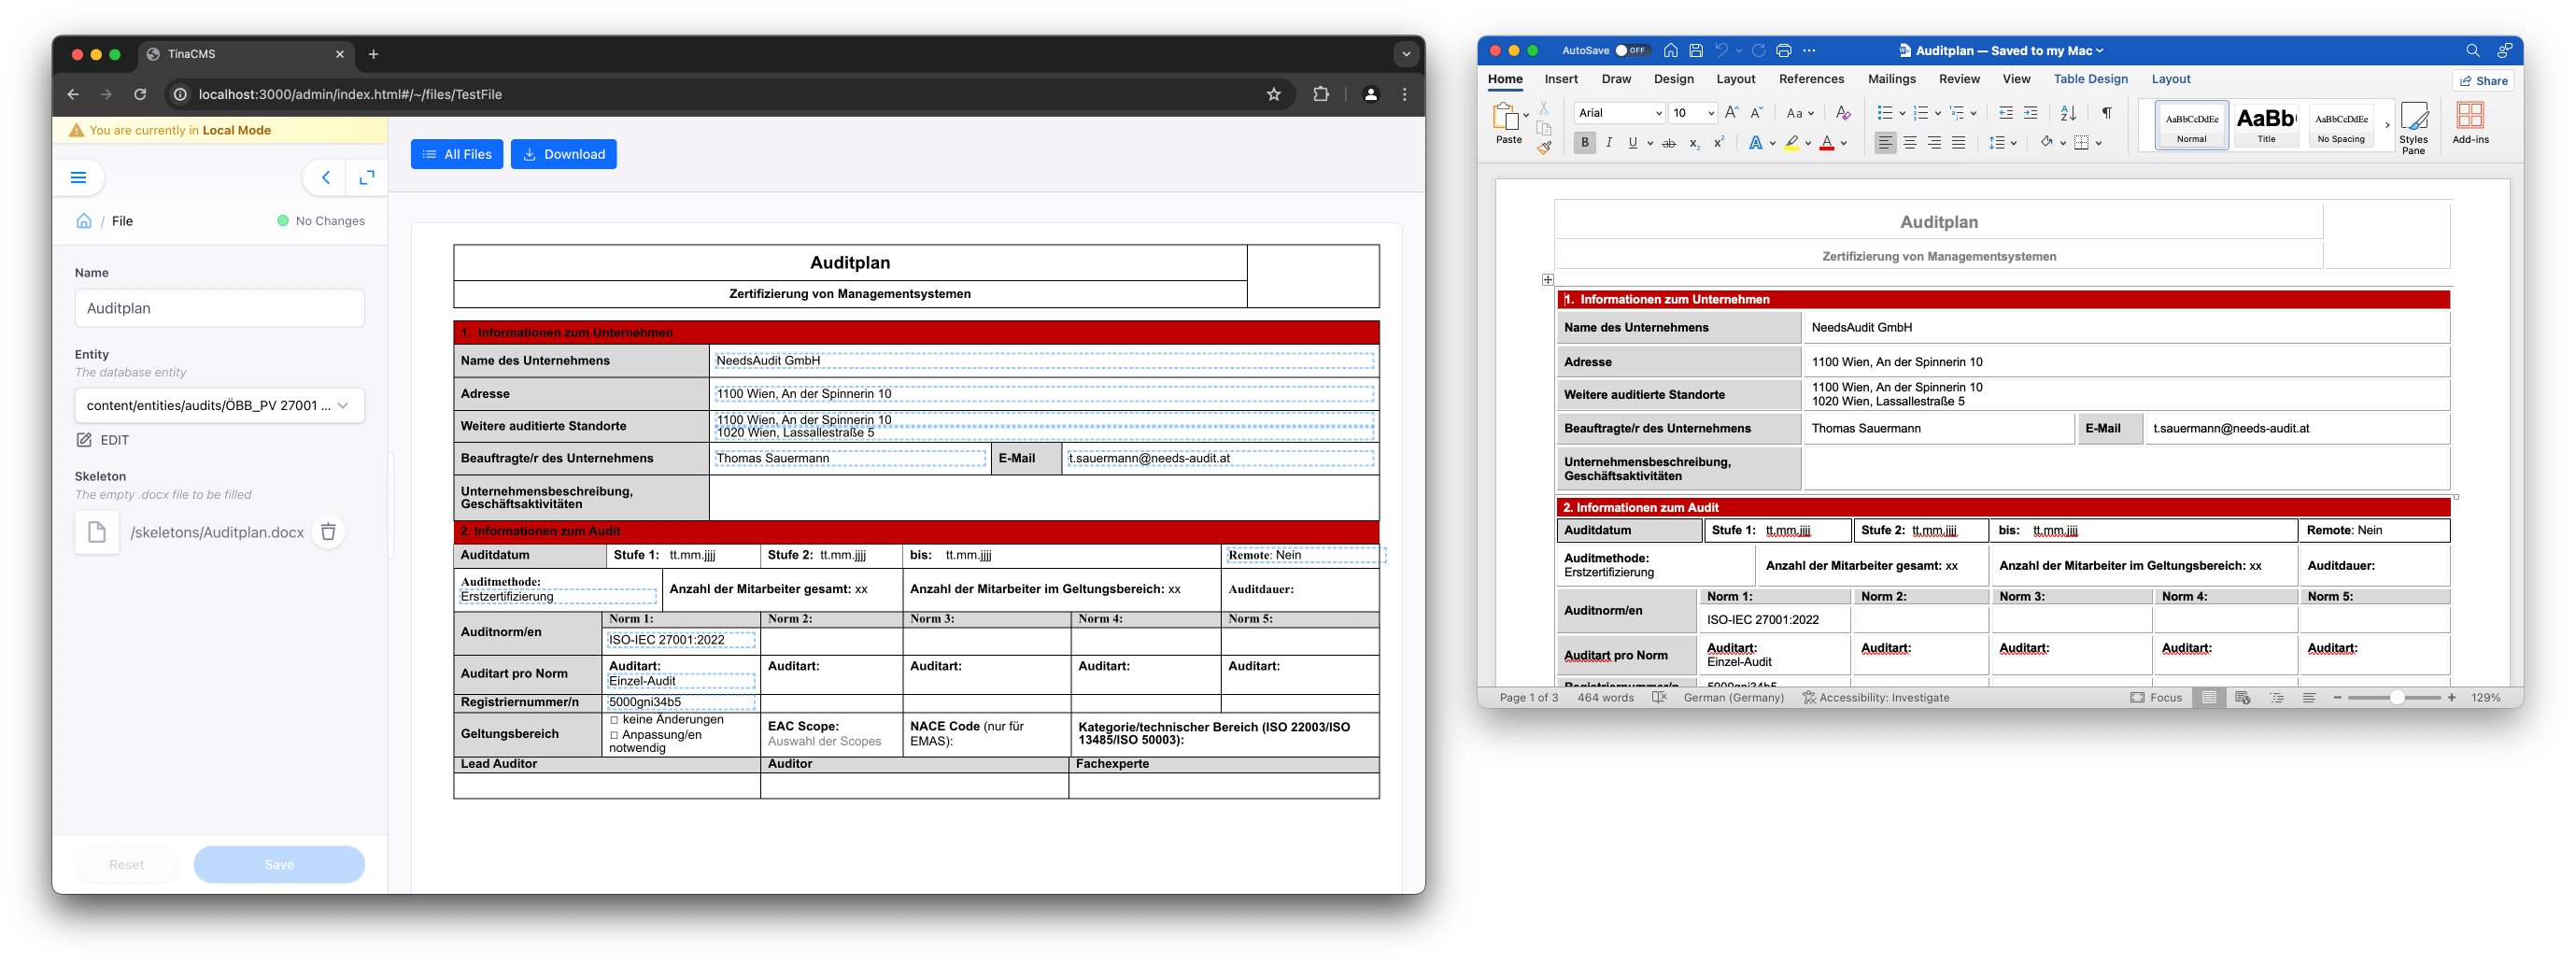 TinaCMS
localhost:3000/admin/index.html#/~/files/TestFile
You are currently in Local Mode
/ File
No Changes
Name
Auditplan
Entity
The database entity
content/entities/audits/ÖBB_PV 27001 ...
EDIT
Skeleton
The empty .docx file to be filled
/skeletons/Auditplan.docx
Reset
Save
All Files
Download
Auditplan
Zertifizierung von Managementsystemen
1. Informationen zum Unternehmen
Name des Unternehmens NeedsAudit GmbH
Adresse 1100 Wien, An der Spinnerin 10
Weitere auditierte Standorte 1100 Wien, An der Spinnerin 10
1020 Wien, Lassallestraße 5
Beauftragte/r des Unternehmens Thomas Sauermann E-Mail t.sauermann@needs-audit.at
Unternehmensbeschreibung,
Geschäftsaktivitäten
2. Informationen zum Audit
Auditdatum Stufe 1: tt.mm.jjjj Stufe 2: tt.mm.jjjj bis: tt.mm.jjjj Remote: Nein
Auditmethode:
Erstzertifizierung
Anzahl der Mitarbeiter gesamt: xx Anzahl der Mitarbeiter im Geltungsbereich: xx Auditdauer:
Auditnorm/en
Norm 1: Norm 2: Norm 3: Norm 4: Norm 5:
ISO-IEC 27001:2022
Auditart pro Norm
Auditart: Auditart: Auditart: Auditart: Auditart:
Einzel-Audit
Registriernummer/n 5000gni34b5
Geltungsbereich
☐ keine Änderungen
☐ Anpassung/en
notwendig
EAC Scope:
Auswahl der Scopes
NACE Code (nur für
EMAS):
Kategorie/technischer Bereich (ISO 22003/ISO
13485/ISO 50003):
Lead Auditor Auditor Fachexperte
AutoSave OFF
Auditplan — Saved to my Mac
Home Insert Draw Design Layout References Mailings Review View Table Design Layout
Share
Paste
Arial 10
AaBbCcDdEe AaBb AaBbCcDdEe
Normal Title No Spacing
Styles
Pane
Add-ins
Auditplan
Zertifizierung von Managementsystemen
1. Informationen zum Unternehmen
Name des Unternehmens NeedsAudit GmbH
Adresse 1100 Wien, An der Spinnerin 10
Weitere auditierte Standorte 1100 Wien, An der Spinnerin 10
1020 Wien, Lassallestraße 5
Beauftragte/r des Unternehmens Thomas Sauermann E-Mail t.sauermann@needs-audit.at
Unternehmensbeschreibung,
Geschäftsaktivitäten
2. Informationen zum Audit
Auditdatum Stufe 1: tt.mm.jjjj Stufe 2: tt.mm.jjjj bis: tt.mm.jjjj Remote: Nein
Auditmethode:
Erstzertifizierung
Anzahl der Mitarbeiter gesamt: xx Anzahl der Mitarbeiter im Geltungsbereich: xx Auditdauer:
Auditnorm/en
Norm 1: Norm 2: Norm 3: Norm 4: Norm 5:
ISO-IEC 27001:2022
Auditart pro Norm
Auditart: Auditart: Auditart: Auditart: Auditart:
Einzel-Audit
Registriernummer/n 5000gni34b5
Page 1 of 3 464 words German (Germany) Accessibility: Investigate Focus 129%